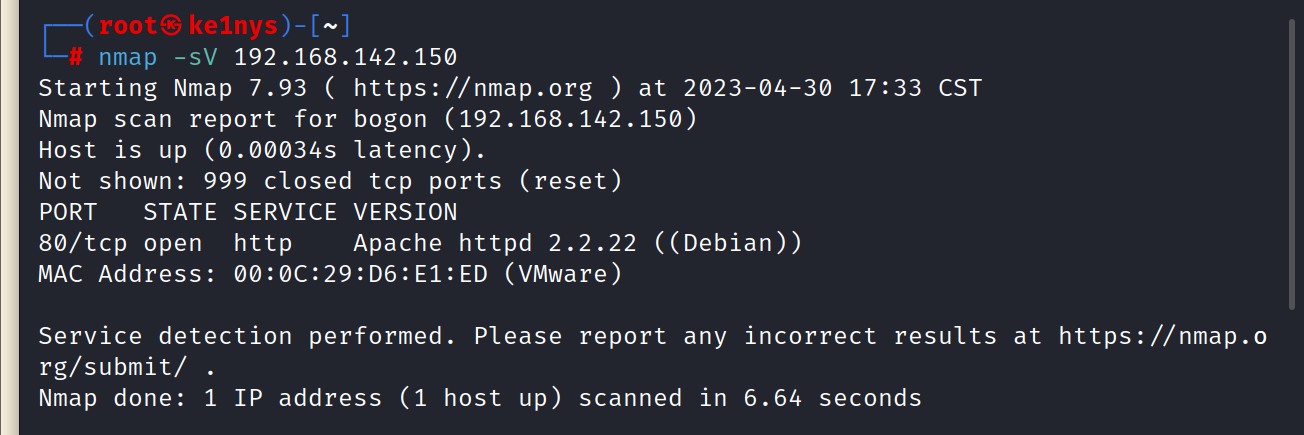 ┌──(root㉿ke1nys)-[~]
└─# nmap -sV 192.168.142.150
Starting Nmap 7.93 ( https://nmap.org ) at 2023-04-30 17:33 CST
Nmap scan report for bogon (192.168.142.150)
Host is up (0.00034s latency).
Not shown: 999 closed tcp ports (reset)
PORT   STATE SERVICE VERSION
80/tcp open  http    Apache httpd 2.2.22 ((Debian))
MAC Address: 00:0C:29:D6:E1:ED (VMware)

Service detection performed. Please report any incorrect results at https://nmap.o
rg/submit/ .
Nmap done: 1 IP address (1 host up) scanned in 6.64 seconds